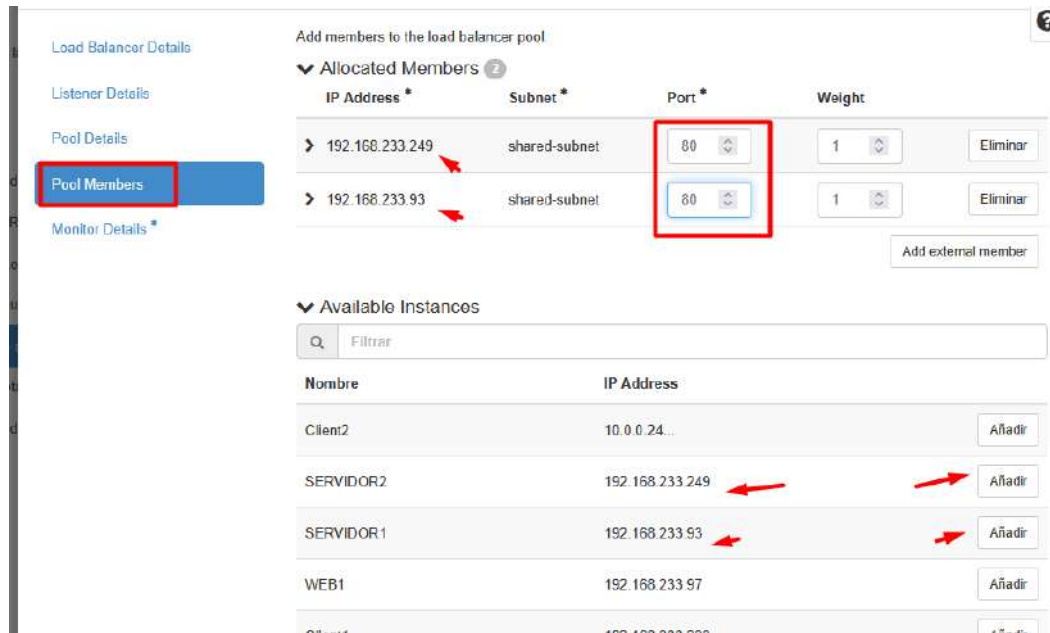 Add members to the load balancer pool
Load Balancer Details
Allocated Members 2
Listener Details
IP Address * Subnet * Port * Weight
Pool Details
192.168.233.249 shared-subnet 80 1 Eliminar
Pool Members
192.168.233.93 shared-subnet 80 1 Eliminar
Monitor Details *
Add external member
Available Instances
Filtrar
Nombre IP Address
Client2 10.0.0.24... Añadir
SERVIDOR2 192.168.233.249 Añadir
SERVIDOR1 192.168.233.93 Añadir
WEB1 192.168.233.97 Añadir